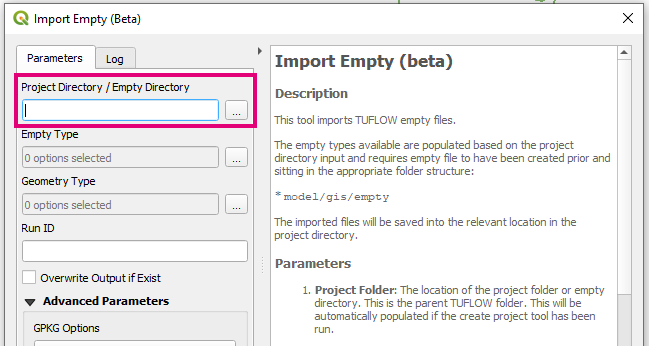 Import Empty (Beta)
Parameters
Log
Project Directory / Empty Directory
...
Empty Type
0 options selected
...
Geometry Type
0 options selected
...
Run ID
Overwrite Output if Exist
Advanced Parameters
GPKG Options
Import Empty (beta)
Description
This tool imports TUFLOW empty files.
The empty types available are populated based on the project
directory input and requires empty file to have been created prior and
sitting in the appropriate folder structure:
* model/gis/empty
The imported files will be saved into the relevant location in the
project directory.
Parameters
1. Project Folder: The location of the project folder or empty
directory. This is the parent TUFLOW folder. This will be
automatically populated if the create project tool has been
run.